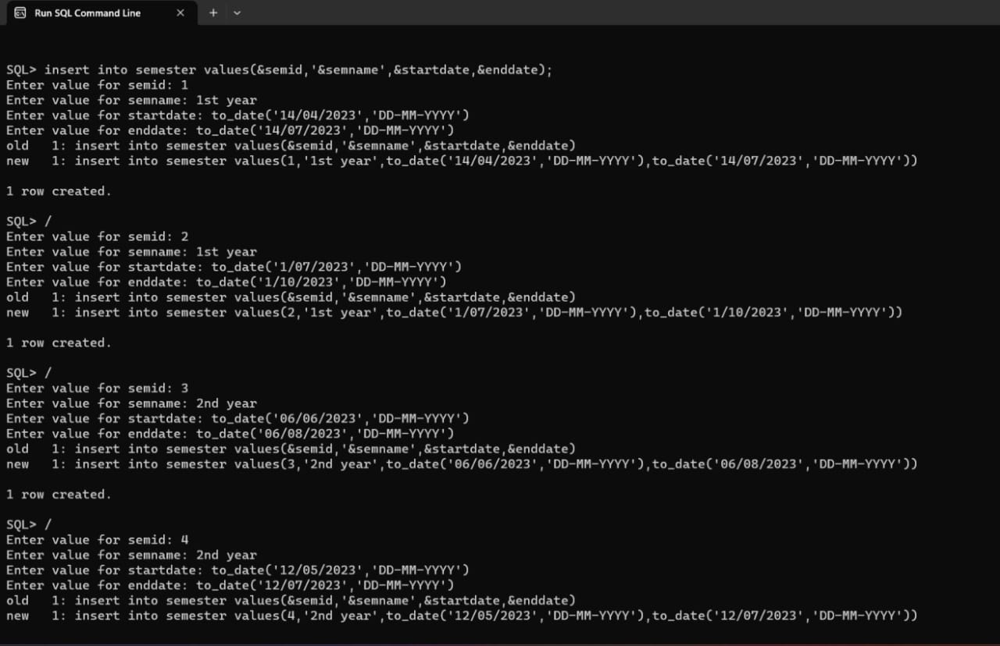 Run SQL Command Line
SQL> insert into semester values(&semid,'&semname',&startdate,&enddate);
Enter value for semid: 1
Enter value for semname: 1st year
Enter value for startdate: to_date('14/04/2023','DD-MM-YYYY')
Enter value for enddate: to_date('14/07/2023','DD-MM-YYYY')
old   1: insert into semester values(&semid,'&semname',&startdate,&enddate)
new   1: insert into semester values(1,'1st year',to_date('14/04/2023','DD-MM-YYYY'),to_date('14/07/2023','DD-MM-YYYY'))
1 row created.
SQL> /
Enter value for semid: 2
Enter value for semname: 1st year
Enter value for startdate: to_date('1/07/2023','DD-MM-YYYY')
Enter value for enddate: to_date('1/10/2023','DD-MM-YYYY')
old   1: insert into semester values(&semid,'&semname',&startdate,&enddate)
new   1: insert into semester values(2,'1st year',to_date('1/07/2023','DD-MM-YYYY'),to_date('1/10/2023','DD-MM-YYYY'))
1 row created.
SQL> /
Enter value for semid: 3
Enter value for semname: 2nd year
Enter value for startdate: to_date('06/06/2023','DD-MM-YYYY')
Enter value for enddate: to_date('06/08/2023','DD-MM-YYYY')
old   1: insert into semester values(&semid,'&semname',&startdate,&enddate)
new   1: insert into semester values(3,'2nd year',to_date('06/06/2023','DD-MM-YYYY'),to_date('06/08/2023','DD-MM-YYYY'))
1 row created.
SQL> /
Enter value for semid: 4
Enter value for semname: 2nd year
Enter value for startdate: to_date('12/05/2023','DD-MM-YYYY')
Enter value for enddate: to_date('12/07/2023','DD-MM-YYYY')
old   1: insert into semester values(&semid,'&semname',&startdate,&enddate)
new   1: insert into semester values(4,'2nd year',to_date('12/05/2023','DD-MM-YYYY'),to_date('12/07/2023','DD-MM-YYYY'))